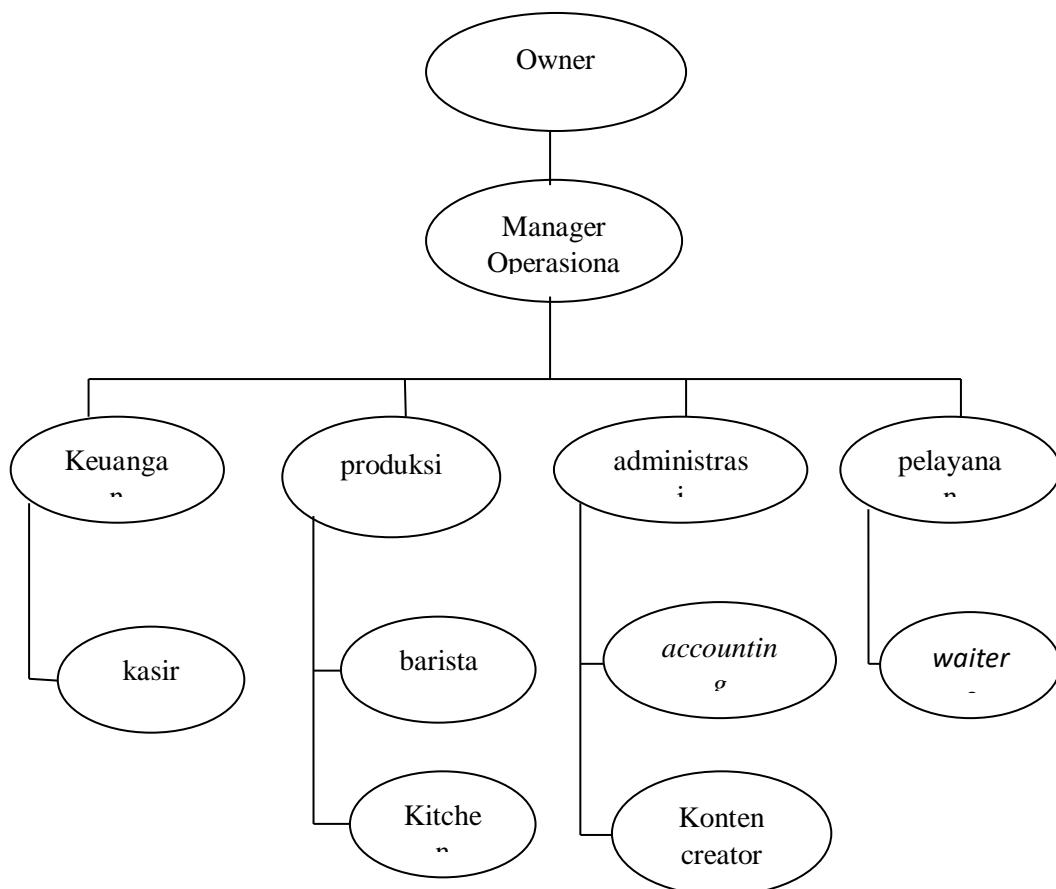 Owner
Manager
Operasiona
Keuanga
n
produksi
administras
i
pelayana
n
kasir
barista
accountin
g
waiter
Kitche
n
Konten
creator